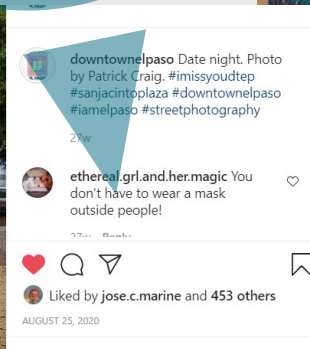 downtownelpaso Date night. Photo
by Patrick Craig. #imissyoudtep
#sanjacintoplaza #downtownelpaso
#iamelpaso #streetphotography
27w
ethereal.grl.and.her.magic You
don't have to wear a mask
outside people!
27w Reply
Liked by jose.c.marine and 453 others
AUGUST 25, 2020